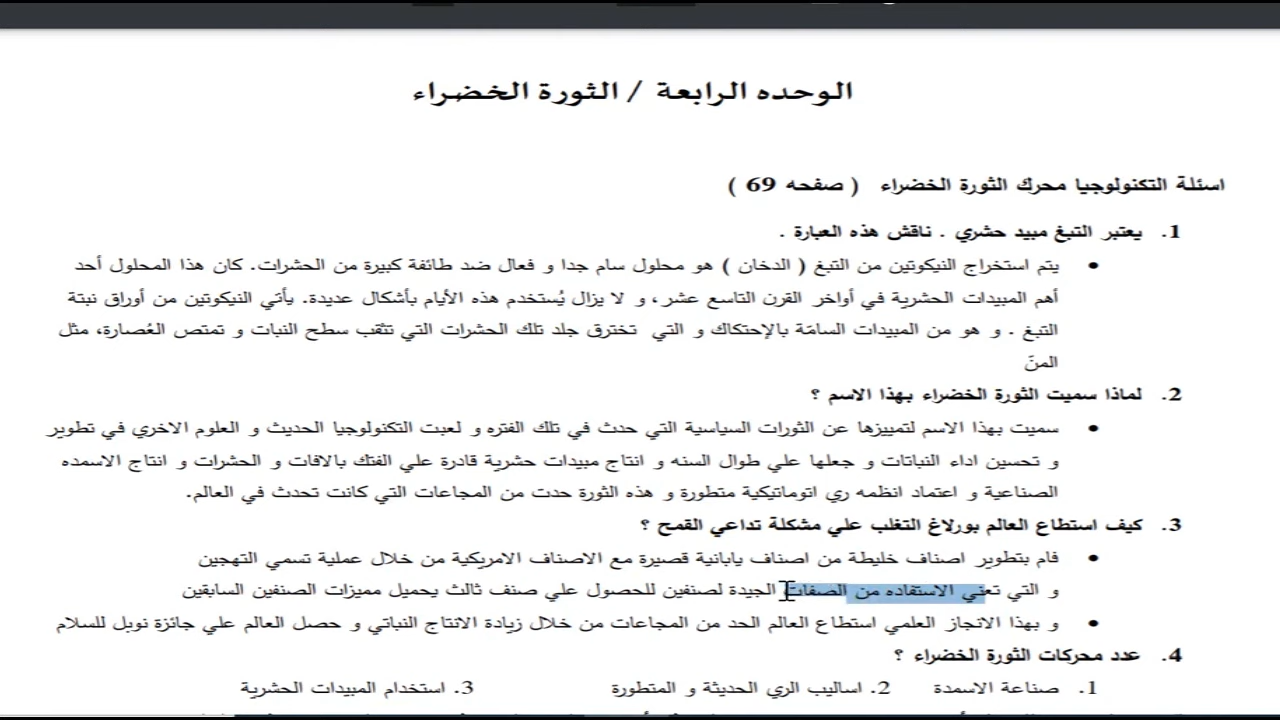 الوحده الرابعة / الثورة الخضراء
اسئلة التكنولوجيا محرك الثورة الخضراء ( صفحه 69 )
1. يعتبر التبغ مبيد حشري . ناقش هذه العبارة .
• يتم استخراج النيكوتين من التبغ ( الدخان ) هو محلول سام جدا و فعال ضد طائفة كبيرة من الحشرات. كان هذا المحلول أحد
أهم المبيدات الحشرية في أواخر القرن التاسع عشر، و لا يزال يُستخدم هذه الأيام بأشكال عديدة. يأتي النيكوتين من أوراق نبتة
التبغ . و هو من المبيدات السامّة بالإحتكاك و التي تخترق جلد تلك الحشرات التي تثقب سطح النبات و تمتص العُصارة، مثل
المنّ
2. لماذا سميت الثورة الخضراء بهذا الاسم ؟
• سميت بهذا الاسم لتمييزها عن الثورات السياسية التي حدث في تلك الفتره و لعبت التكنولوجيا الحديث و العلوم الاخري في تطوير
و تحسين اداء النباتات و جعلها علي طوال السنه و انتاج مبيدات حشرية قادرة علي الفتك بالافات و الحشرات و انتاج الاسمده
الصناعية و اعتماد انظمه ري اتوماتيكية متطورة و هذه الثورة حدت من المجاعات التي كانت تحدث في العالم.
3. كيف استطاع العالم بورلاغ التغلب علي مشكلة تداعي القمح ؟
• قام بتطوير اصناف خليطة من اصناف يابانية قصيرة مع الاصناف الامريكية من خلال عملية تسمي التهجين
و التي تعني الاستفاده من الصفات الجيدة لصنفين للحصول علي صنف ثالث يحميل مميزات الصنفين السابقين
• و بهذا الانجاز العلمي استطاع العالم الحد من المجاعات من خلال زيادة الانتاج النباتي و حصل العالم علي جائزة نوبل للسلام
4. عدد محركات الثورة الخضراء ؟
1. صناعة الاسمدة 2. اساليب الري الحديثة و المتطورة 3. استخدام المبيدات الحشرية